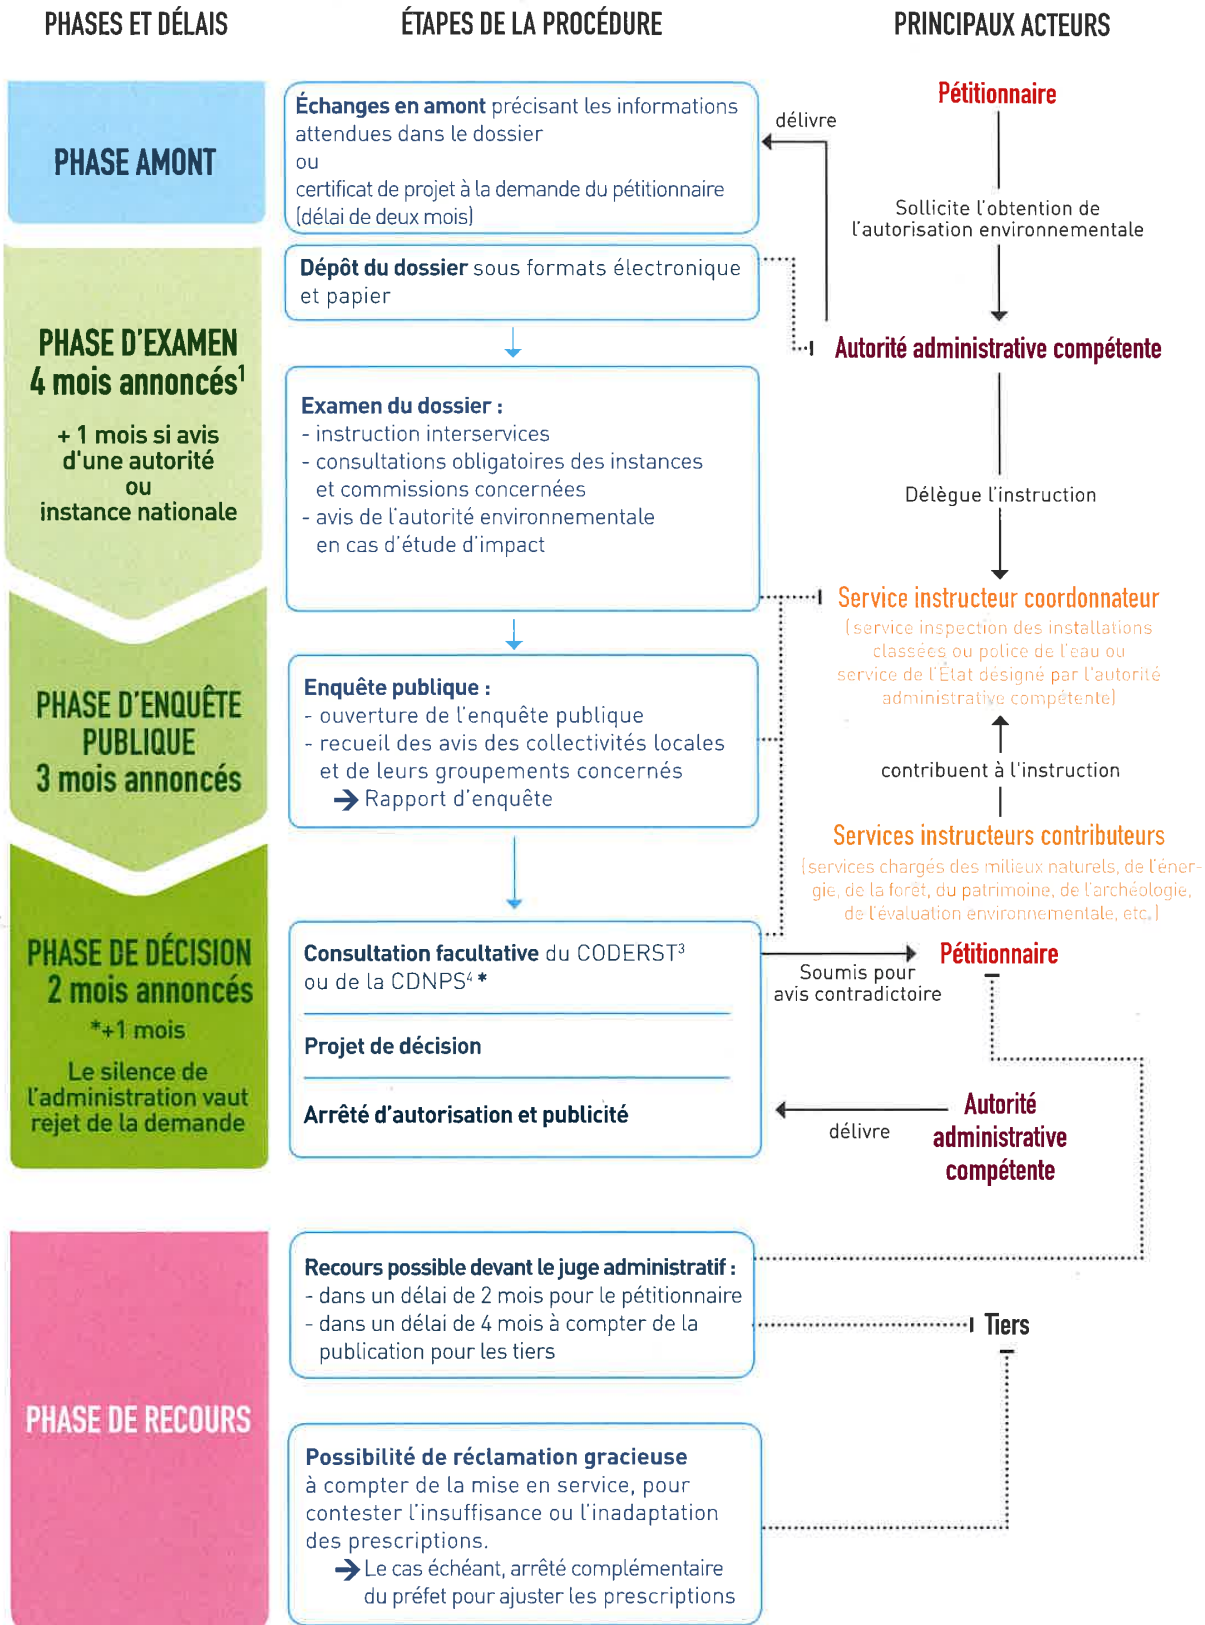 PHASES ET DÉLAIS
ÉTAPES DE LA PROCÉDURE
PRINCIPAUX ACTEURS
PHASE AMONT
Échanges en amont précisant les informations
attendues dans le dossier
ou
certificat de projet à la demande du pétitionnaire
(délai de deux mois)
délivre
Pétitionnaire
Sollicite l'obtention de
l'autorisation environnementale
PHASE D'EXAMEN
4 mois annoncés¹
+ 1 mois si avis
d'une autorité
ou
instance nationale
Dépôt du dossier sous formats électronique
et papier
Autorité administrative compétente
Examen du dossier :
- instruction interservices
- consultations obligatoires des instances
et commissions concernées
- avis de l'autorité environnementale
en cas d'étude d'impact
Délègue l'instruction
Service instructeur coordonnateur
(service inspection des installations
classées ou police de l'eau ou
service de l'État désigné par l'autorité
administrative compétente)
PHASE D'ENQUÊTE
PUBLIQUE
3 mois annoncés
Enquête publique :
- ouverture de l'enquête publique
- recueil des avis des collectivités locales
et de leurs groupements concernés
➔ Rapport d'enquête
contribuent à l'instruction
Services instructeurs contributeurs
(services chargés des milieux naturels, de l'éner-
gie, de la forêt, du patrimoine, de l'archéologie,
de l'évaluation environnementale, etc.)
PHASE DE DÉCISION
2 mois annoncés
*+1 mois
Le silence de
l'administration vaut
rejet de la demande
Consultation facultative du CODERST³
ou de la CDNPS⁴ *
Projet de décision
Arrêté d'autorisation et publicité
Soumis pour
avis contradictoire
Pétitionnaire
délivre
Autorité
administrative
compétente
PHASE DE RECOURS
Recours possible devant le juge administratif :
- dans un délai de 2 mois pour le pétitionnaire
- dans un délai de 4 mois à compter de la
publication pour les tiers
Tiers
Possibilité de réclamation gracieuse
à compter de la mise en service, pour
contester l'insuffisance ou l'inadaptation
des prescriptions.
➔ Le cas échéant, arrêté complémentaire
du préfet pour ajuster les prescriptions